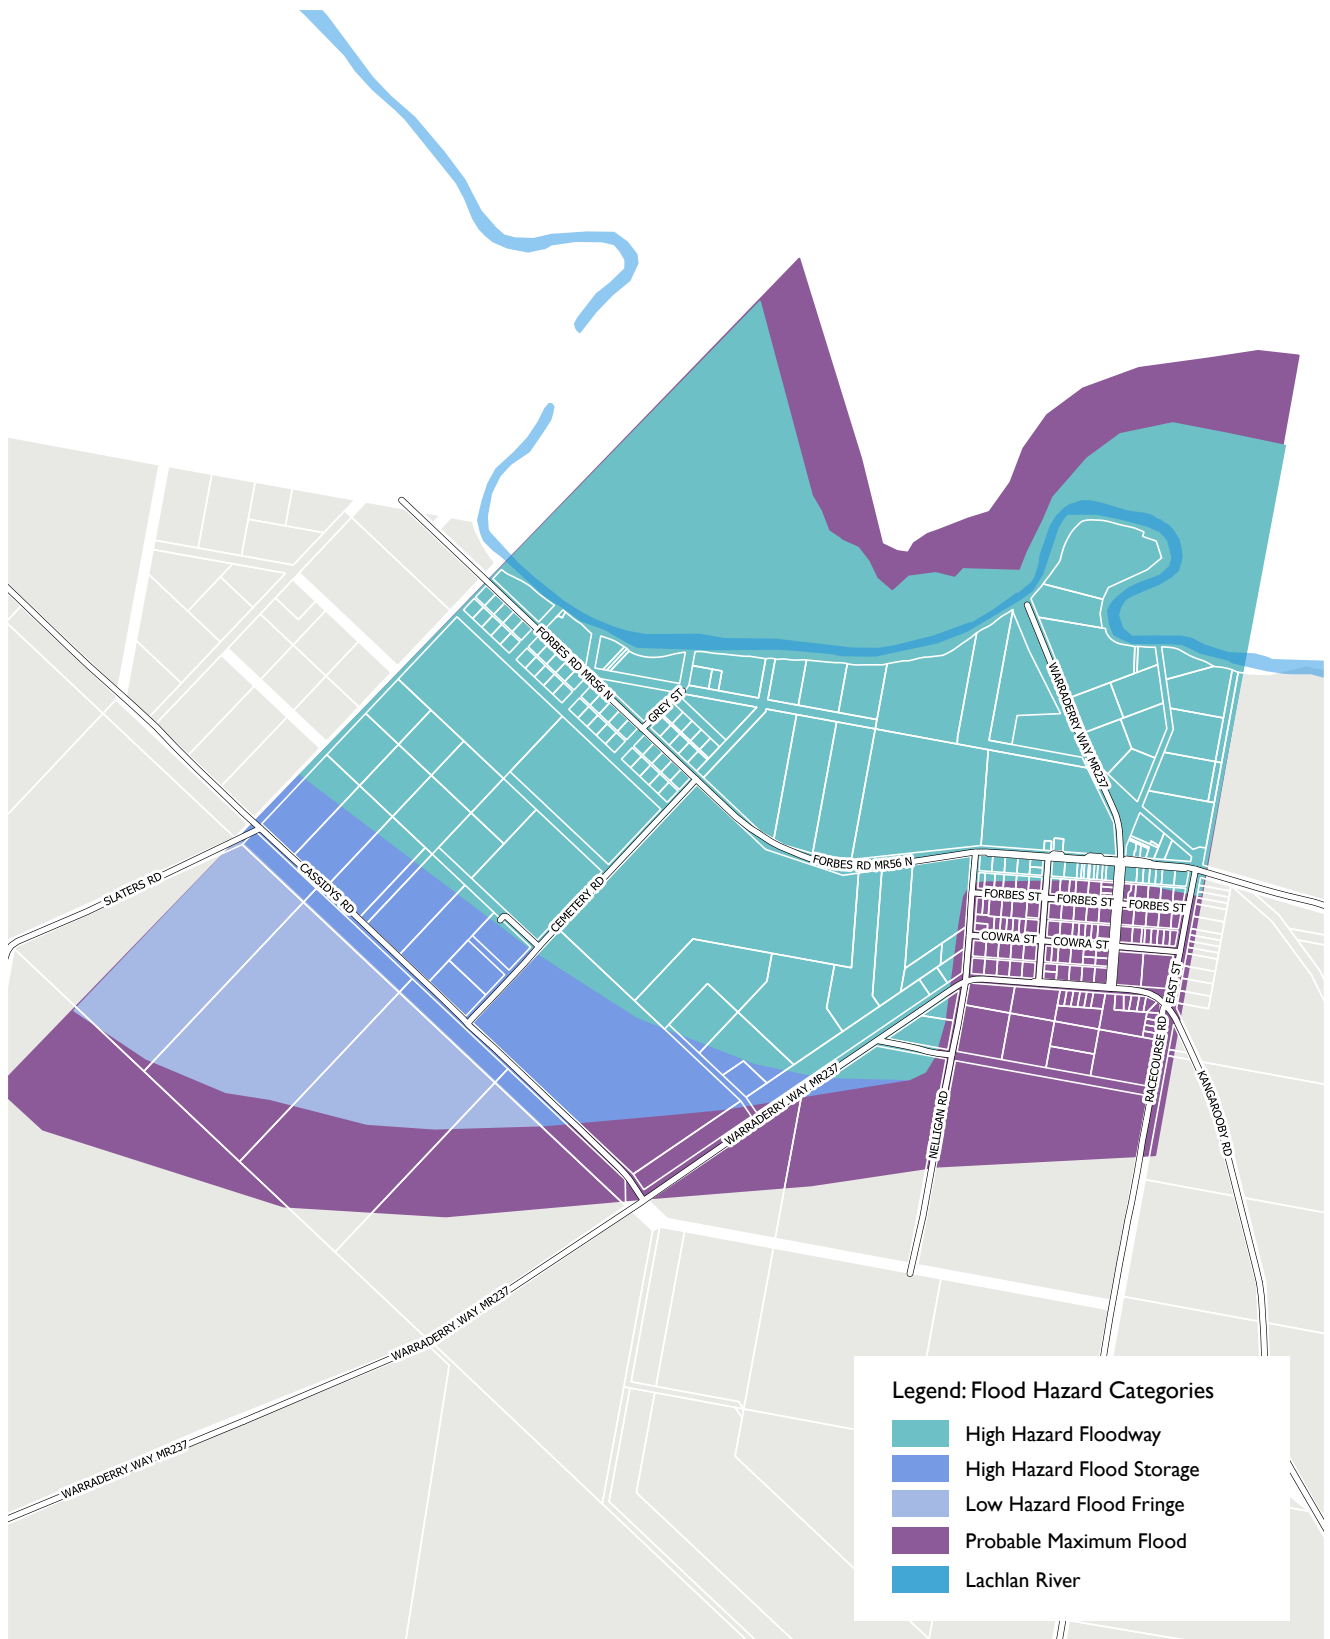 FORBES RD MR56 N
GREY ST
WARRADERRY WAY MR237
FORBES RD MR56 N
CASSIDYS RD
SLATERS RD
CEMETERY RD
FORBES ST
FORBES ST
FORBES ST
COWRA ST
COWRA ST
EAST ST
RACECOURSE RD
KANGAROOBY RD
WARRADERRY WAY MR237
NELLIGAN RD
WARRADERRY WAY MR237
WARRADERRY WAY MR237
Legend: Flood Hazard Categories
High Hazard Floodway
High Hazard Flood Storage
Low Hazard Flood Fringe
Probable Maximum Flood
Lachlan River